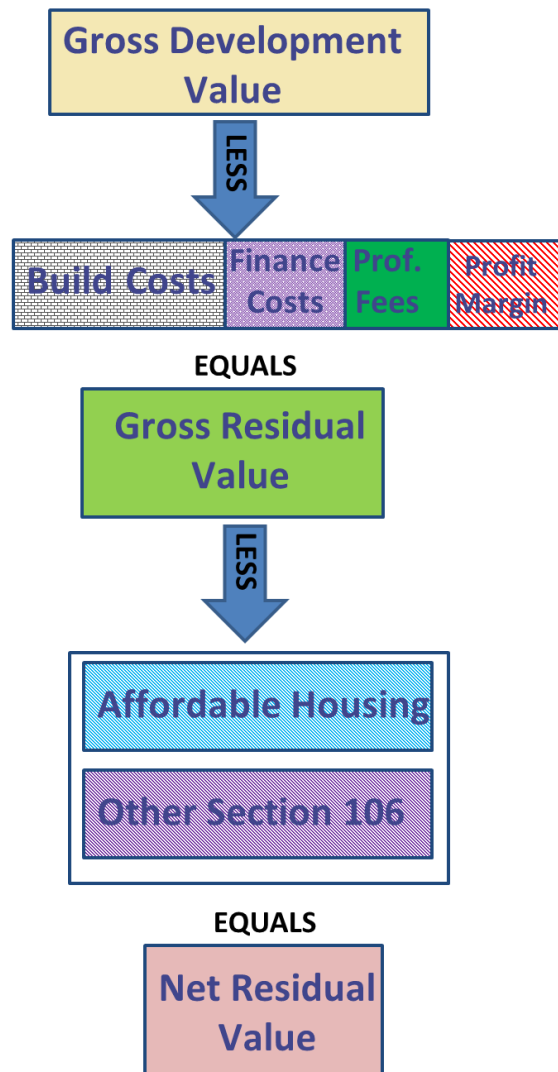 Gross Development
Value
LESS
Build Costs
Finance
Costs
Prof.
Fees
Profit
Margin
EQUALS
Gross Residual
Value
LESS
Affordable Housing
Other Section 106
EQUALS
Net Residual
Value